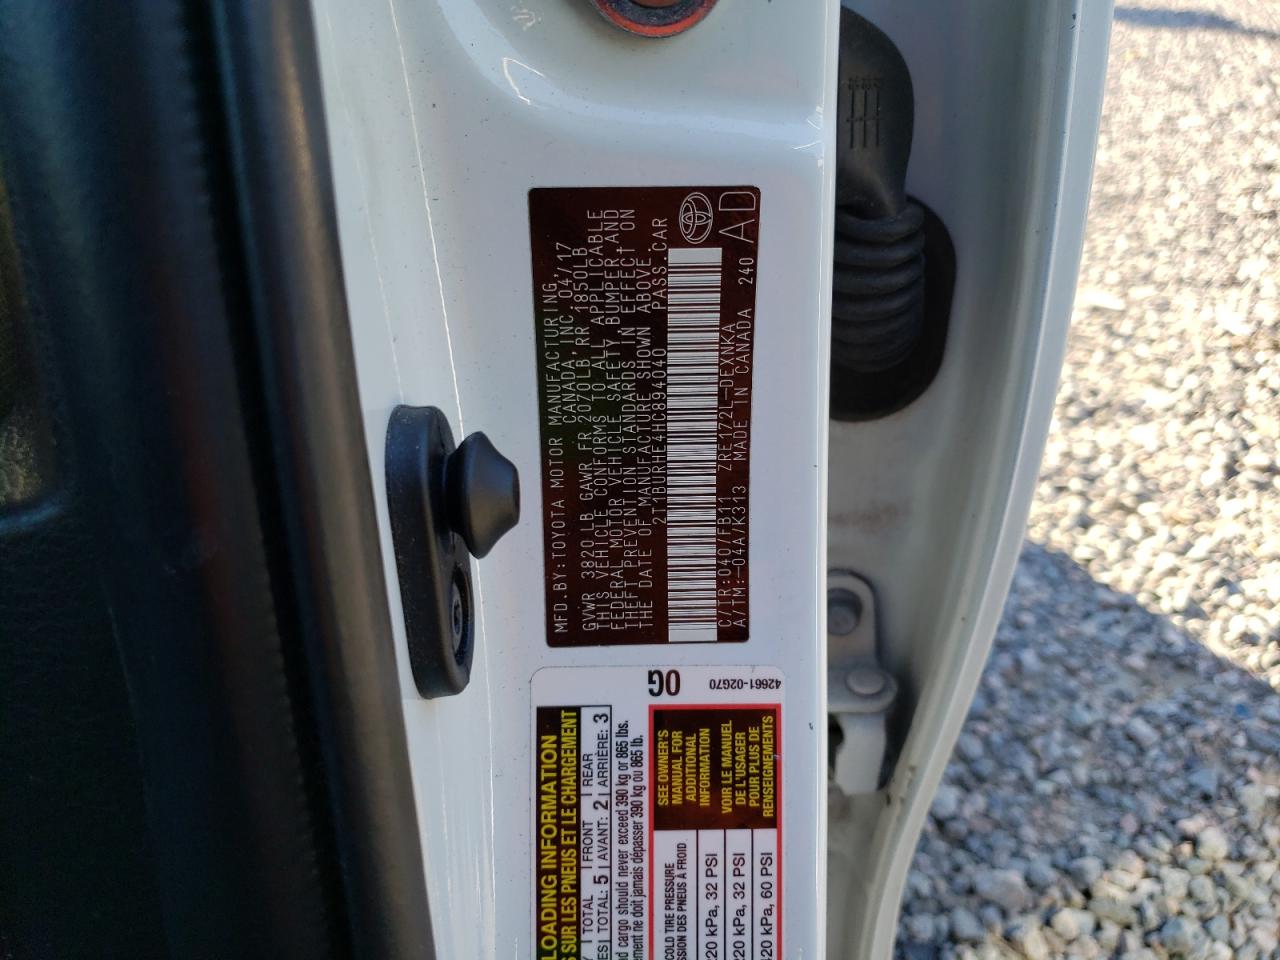 MFD.BY:TOYOTA MOTOR MANUFACTURING,
CANADA,INC. 04/17
GVWR 3820 LB GAWR FR 2070LB,RR 1850LB
THIS VEHICLE CONFORMS TO ALL APPLICABLE
FEDERAL MOTOR VEHICLE SAFETY,BUMPER AND
THEFT PREVENTION STANDARDS IN EFFECT ON
THE DATE OF MANUFACTURE SHOWN ABOVE.
2T1BURHE4HC894040 PASS.CAR
C/TR:040/FB11 ZRE172L-DEXNKA
A/TM:-04A/K313 MADE IN CANADA 240
AD
42661-02G70
0G
LOADING INFORMATION
SUR LES PNEUS ET LE CHARGEMENT
TOTAL FRONT REAR
TOTAL: 5 AVANT: 2 ARRIÈRE: 3
cargo should never exceed 390 kg or 865 lbs.
ne doit jamais dépasser 390 kg ou 865 lb.
SEE OWNER'S
MANUAL FOR
ADDITIONAL
INFORMATION
VOIR LE MANUEL
DE L'USAGER
POUR PLUS DE
RENSEIGNEMENTS
COLD TIRE PRESSURE
DES PNEUS À FROID
220 kPa, 32 PSI
220 kPa, 32 PSI
420 kPa, 60 PSI